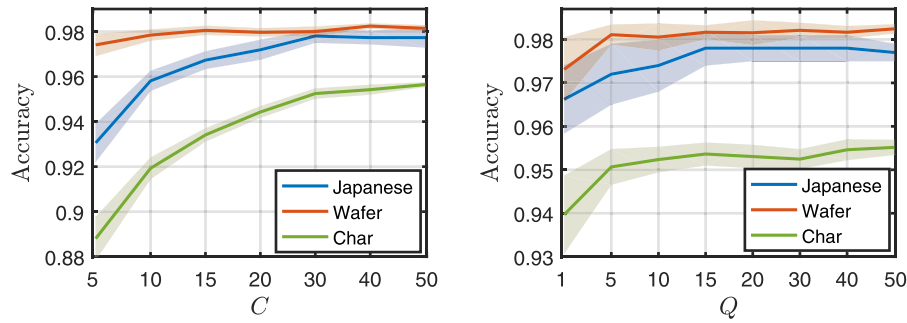 Accuracy
0.98
0.96
0.94
0.92
0.9
0.88
5 10 15 20 30 40 50
C
Japanese
Wafer
Char
Accuracy
0.98
0.97
0.96
0.95
0.94
0.93
1 5 10 15 20 30 40 50
Q
Japanese
Wafer
Char